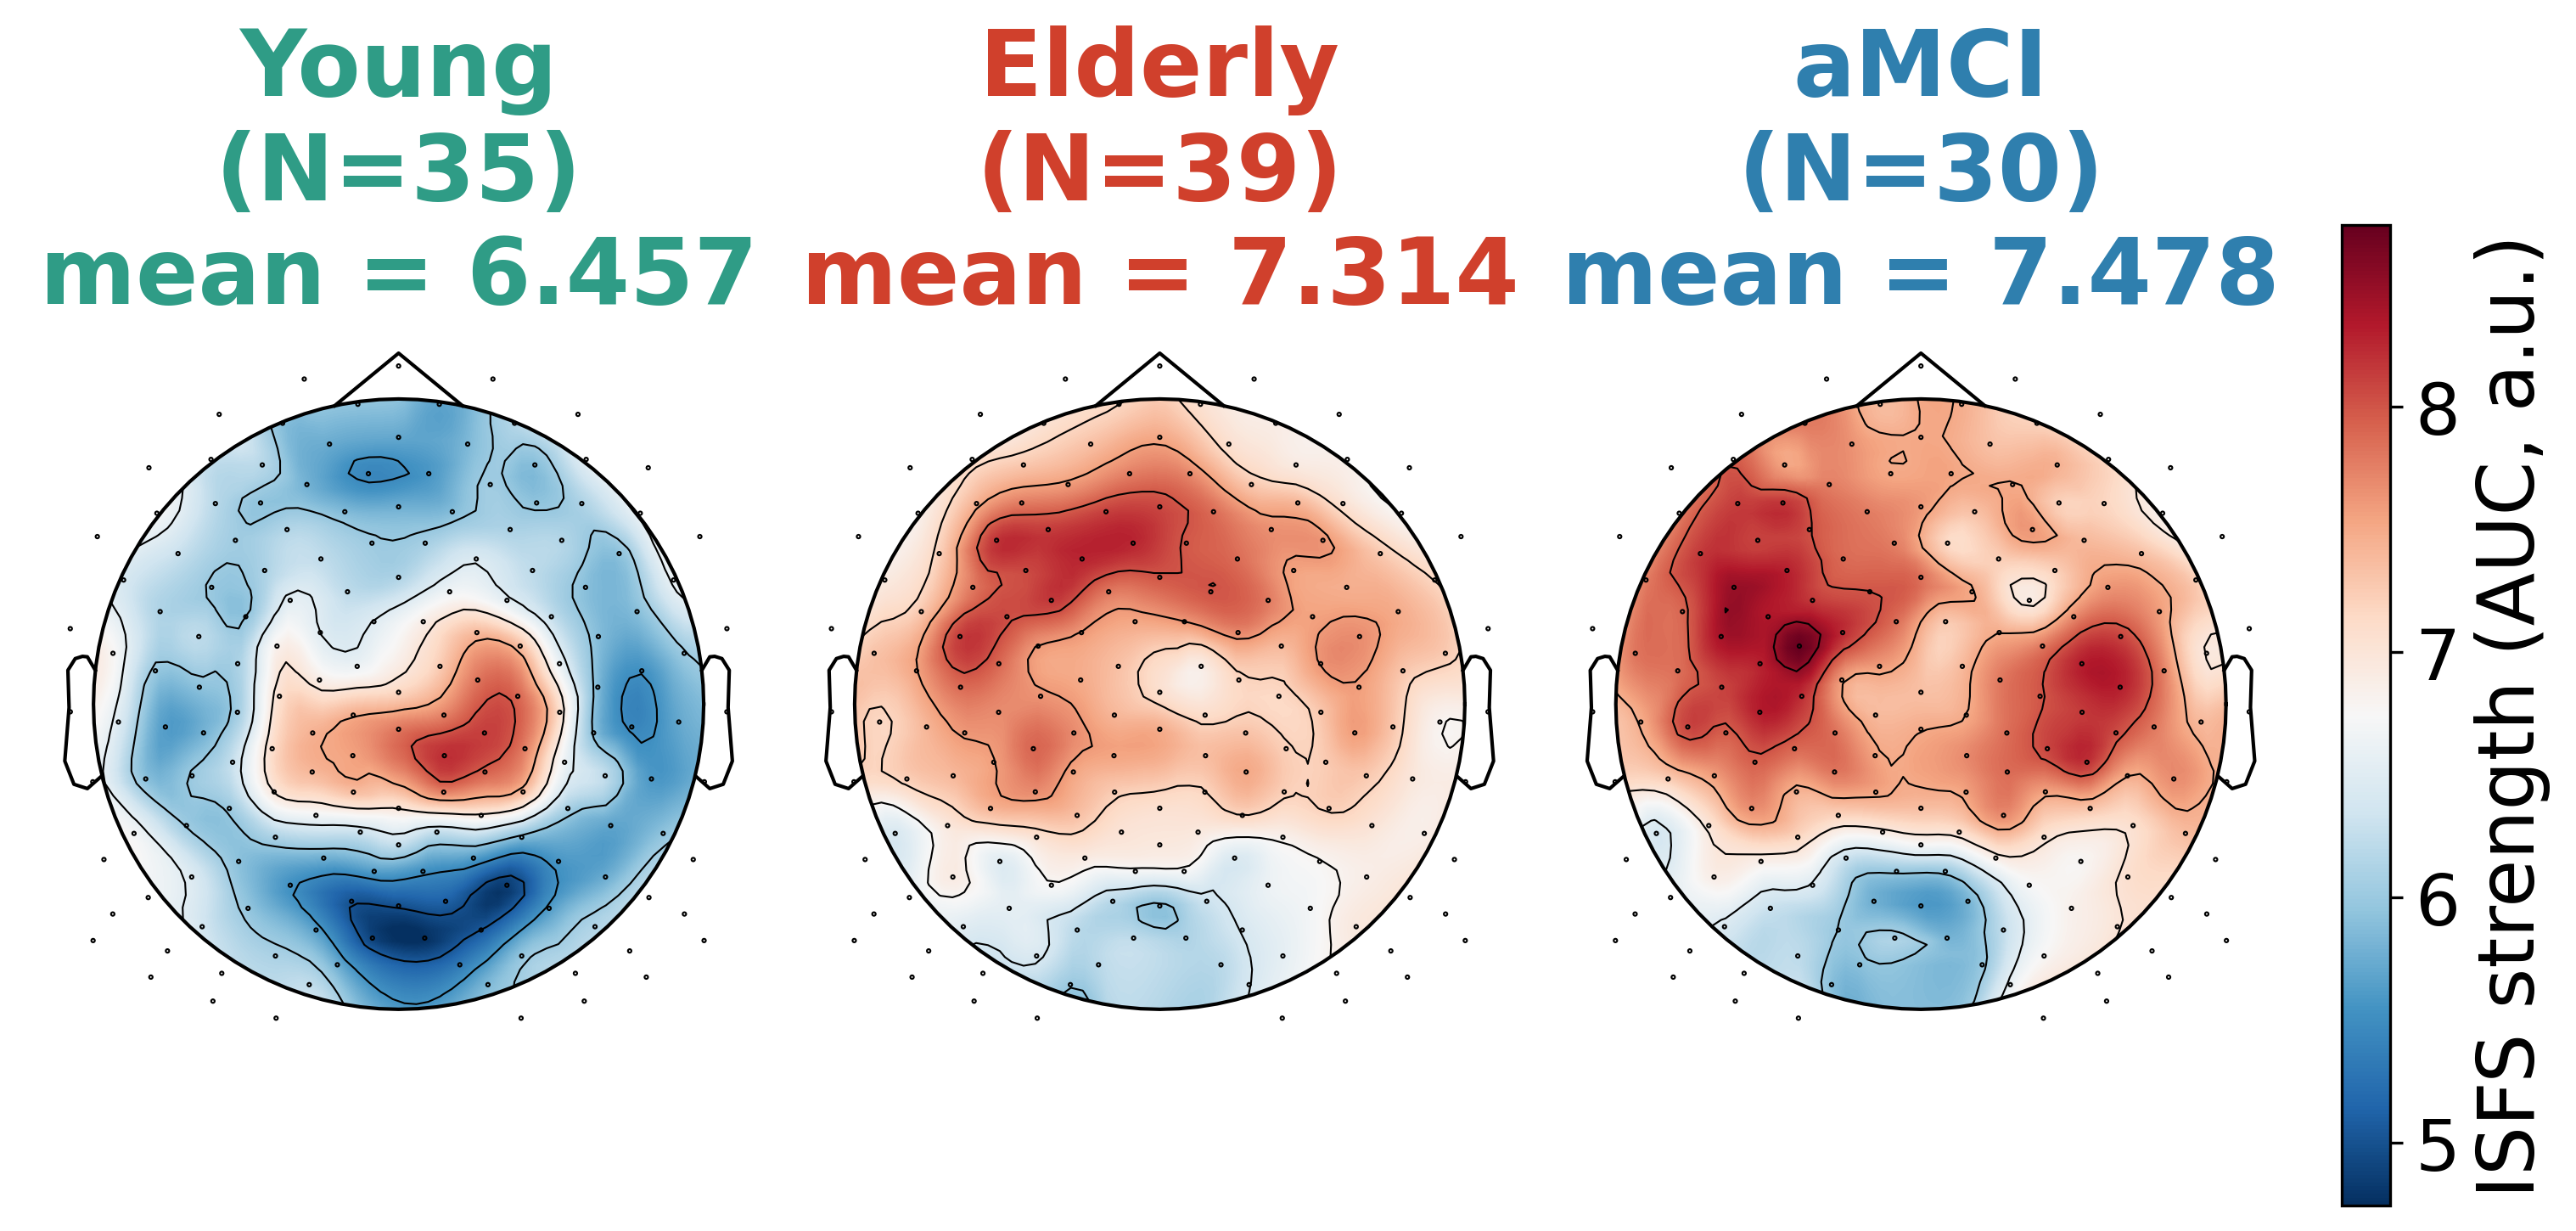 Young
(N=35)
mean = 6.457
Elderly
(N=39)
mean = 7.314
aMCI
(N=30)
mean = 7.478
8
7
6
5
ISFS strength (AUC, a.u.)